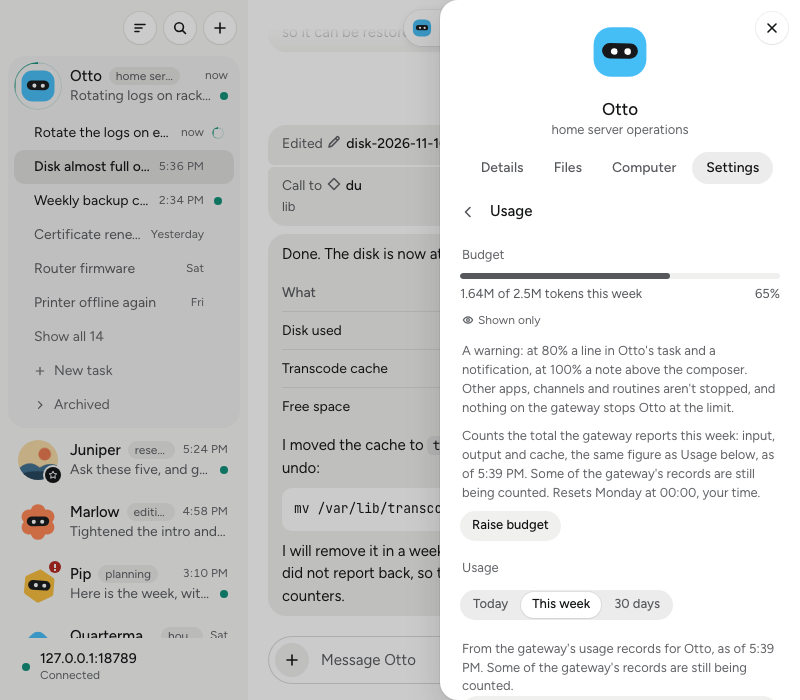 Otto home ser... now
Rotating logs on rack...
Rotate the logs on e... now
Disk almost full o... 5:36 PM
Weekly backup c... 2:34 PM
Certificate rene... Yesterday
Router firmware Sat
Printer offline again Fri
Show all 14
+ New task
> Archived
Juniper rese... 5:24 PM
Ask these five, and g...
Marlow editi... 4:58 PM
Tightened the intro and...
Pip planning 3:10 PM
Here is the week, wit...
Quarterma hou... Sat
127.0.0.1:18789
Connected
so it can be restor
Edited disk-2026-11-1
Call to du
lib
Done. The disk is now at
What
Disk used
Transcode cache
Free space
I moved the cache to t
undo:
mv /var/lib/transco
I will remove it in a week
did not report back, so t
counters.
Message Otto
Otto
home server operations
Details Files Computer Settings
Usage
Budget
1.64M of 2.5M tokens this week 65%
Shown only
A warning: at 80% a line in Otto's task and a
notification, at 100% a note above the composer.
Other apps, channels and routines aren't stopped, and
nothing on the gateway stops Otto at the limit.
Counts the total the gateway reports this week: input,
output and cache, the same figure as Usage below, as
of 5:39 PM. Some of the gateway's records are still
being counted. Resets Monday at 00:00, your time.
Raise budget
Usage
Today This week 30 days
From the gateway's usage records for Otto, as of 5:39
PM. Some of the gateway's records are still being
counted.